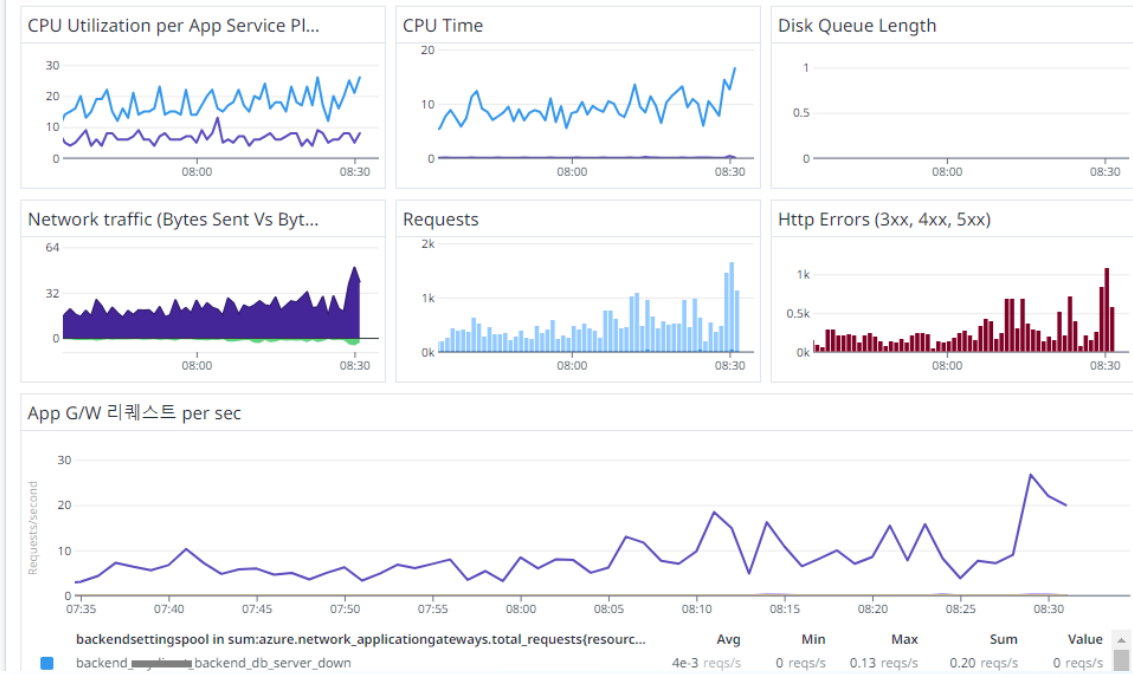 CPU Utilization per App Service Pl...
CPU Time
Disk Queue Length
30
20
10
0
08:00
08:30
20
10
0
08:00
08:30
1
0.5
0
08:00
08:30
Network traffic (Bytes Sent Vs Byt...
Requests
Http Errors (3xx, 4xx, 5xx)
64
32
0
08:00
08:30
2k
1k
0k
08:00
08:30
1k
0.5k
0k
08:00
08:30
App G/W 리퀘스트 per sec
Requests/second
30
20
10
0
07:35 07:40 07:45 07:50 07:55 08:00 08:05 08:10 08:15 08:20 08:25 08:30
backendsettingspool in sum:azure.network_applicationgateways.total_requests{resourc... Avg Min Max Sum Value
backend_ _backend_db_server_down 4e-3 reqs/s 0 reqs/s 0.13 reqs/s 0.20 reqs/s 0 reqs/s